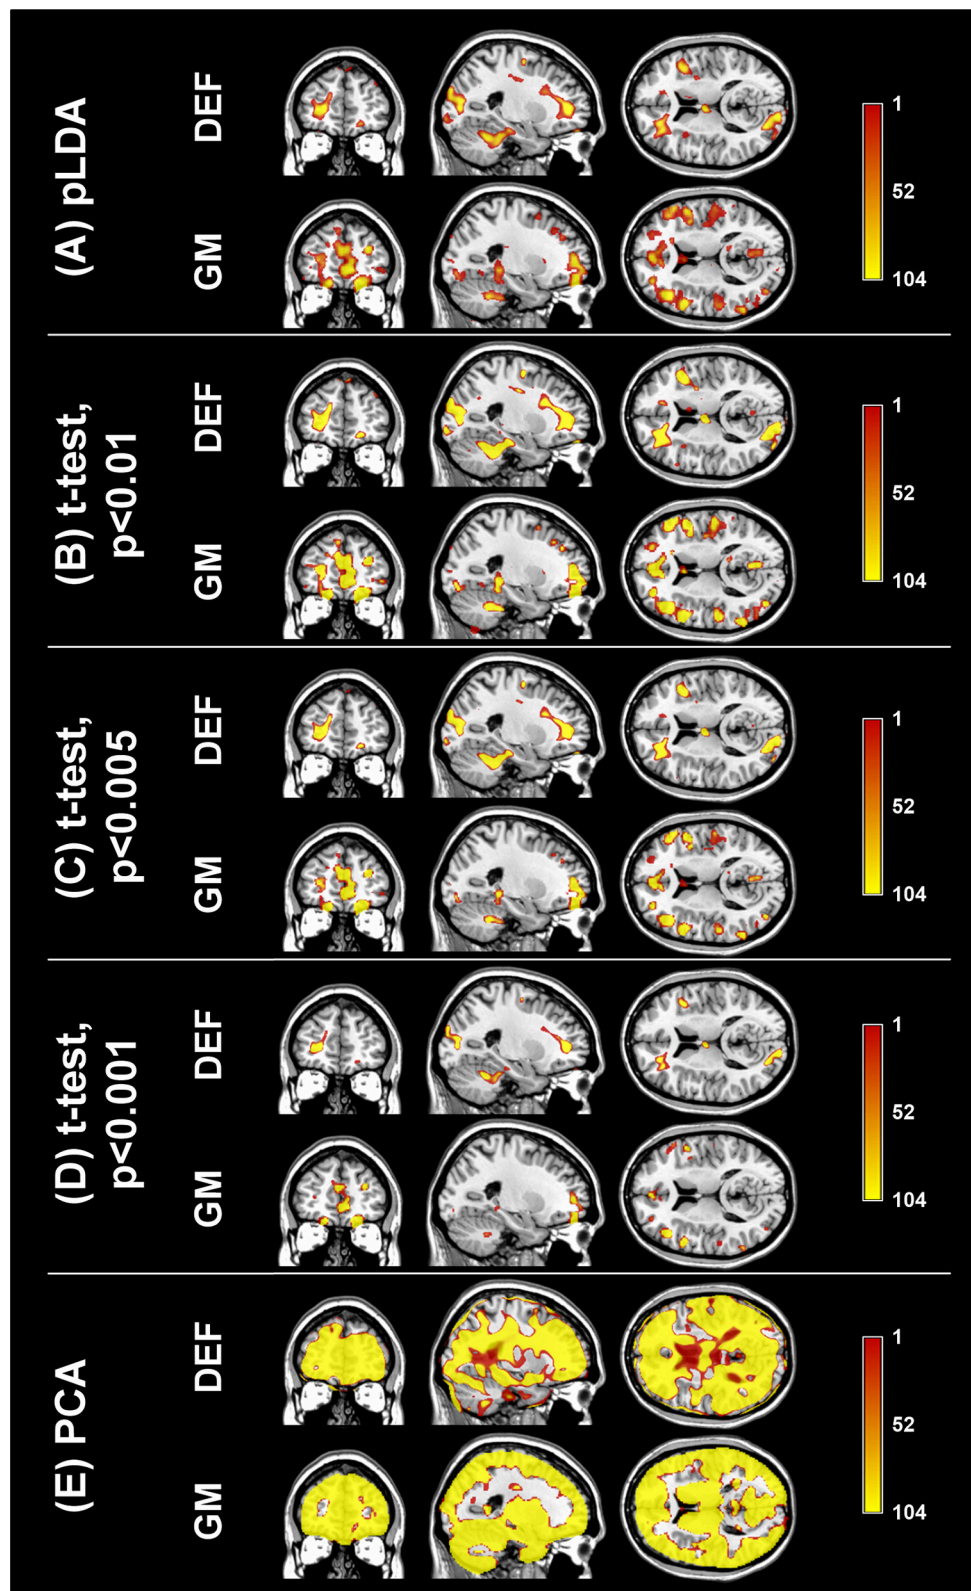 (A) pLDA
DEF
GM
1
52
104
(B) t-test,
p<0.01
DEF
GM
1
52
104
(C) t-test,
p<0.005
DEF
GM
1
52
104
(D) t-test,
p<0.001
DEF
GM
1
52
104
(E) PCA
DEF
GM
1
52
104